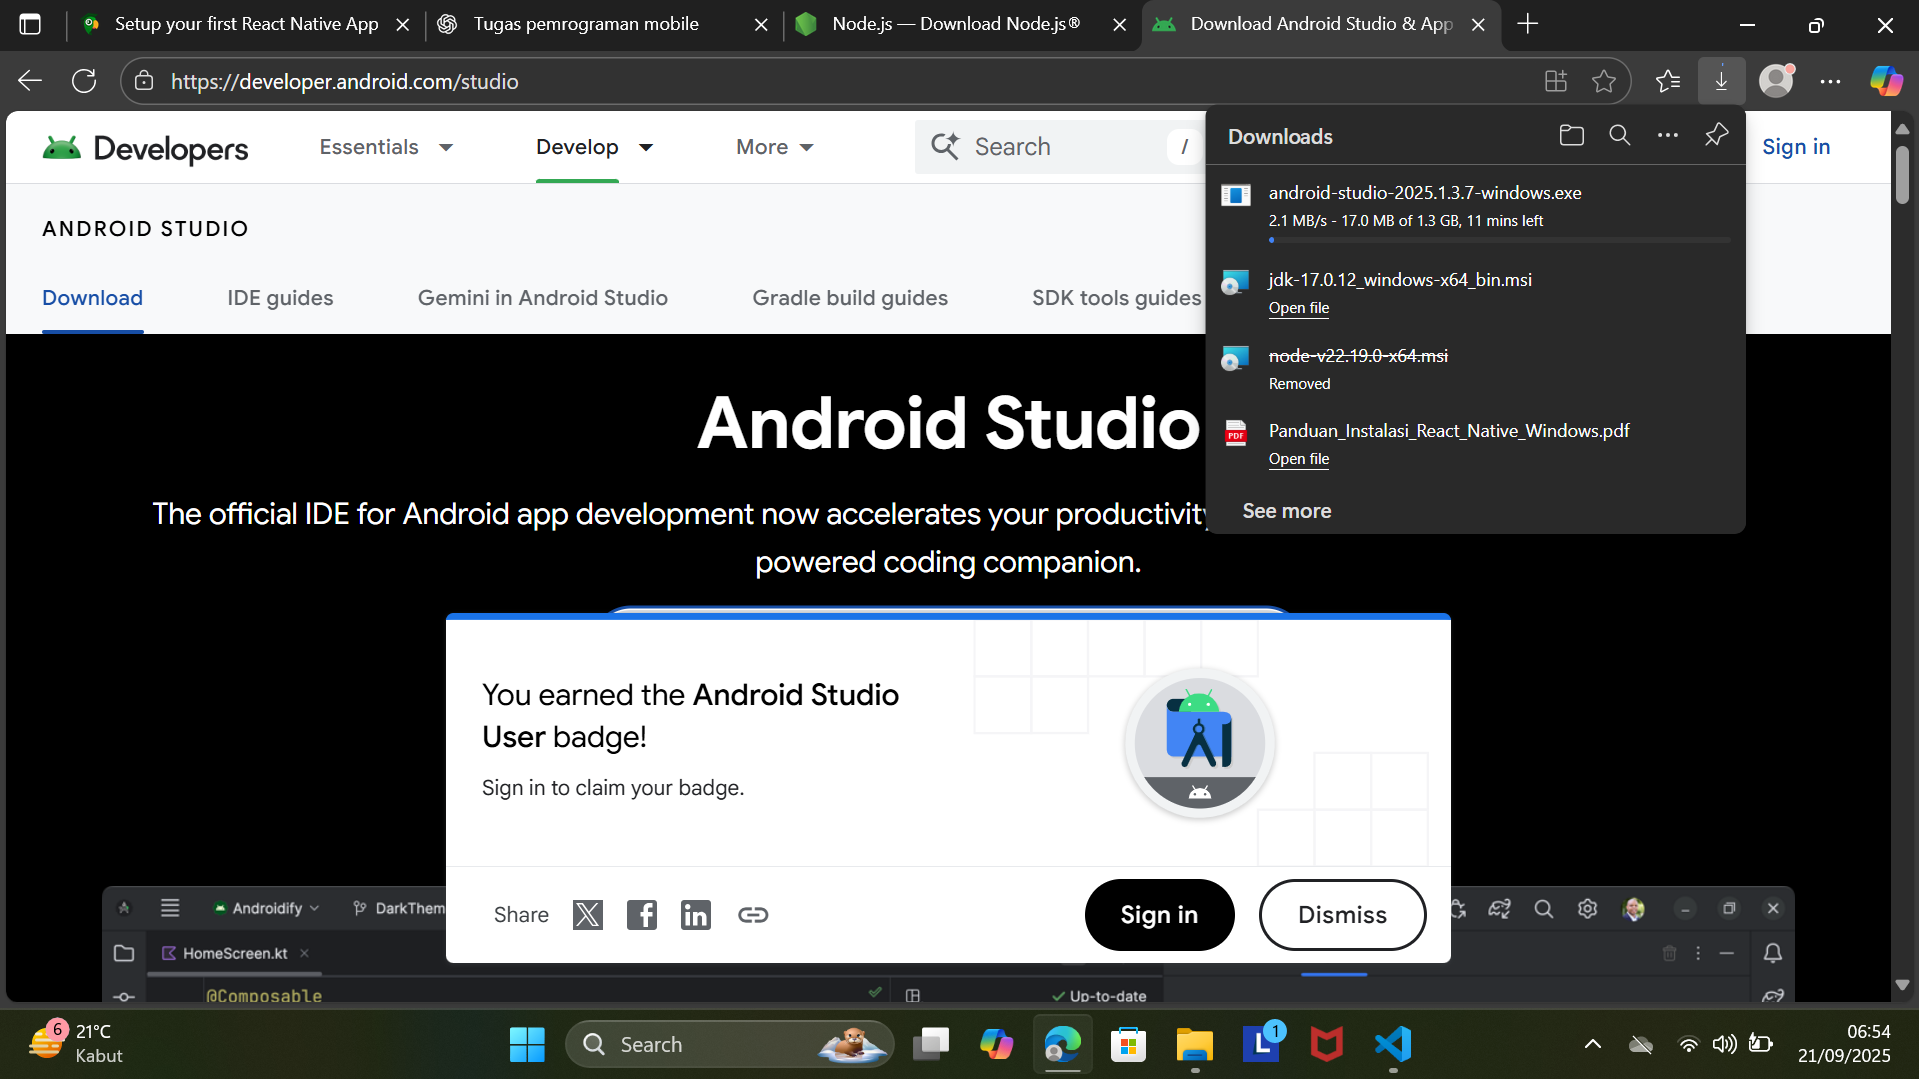 Setup your first React Native App
Tugas pemrograman mobile
Node.js — Download Node.js®
Download Android Studio & App
https://developer.android.com/studio
Developers
Essentials
Develop
More
Search
/
Sign in
Downloads
android-studio-2025.1.3.7-windows.exe
2.1 MB/s - 17.0 MB of 1.3 GB, 11 mins left
jdk-17.0.12_windows-x64_bin.msi
Open file
node-v22.19.0-x64.msi
Removed
PDF
Panduan_Instalasi_React_Native_Windows.pdf
Open file
See more
ANDROID STUDIO
Download
IDE guides
Gemini in Android Studio
Gradle build guides
SDK tools guides
Android Studio
The official IDE for Android app development now accelerates your productivity
powered coding companion.
You earned the Android Studio
User badge!
Sign in to claim your badge.
Share
Sign in
Dismiss
Androidify
DarkThem
HomeScreen.kt
@Composable
Up-to-date
6
21°C
Kabut
Search
L
1
06:54
21/09/2025